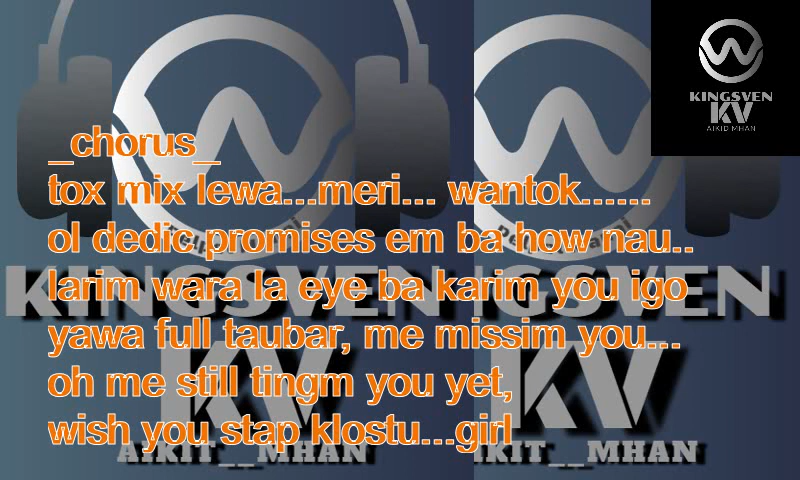 KINGSVEN
KV
AIKID MHAN
_chorus_
tox mix lewa...meri... wantok......
ol dedic promises em ba how nau..
larim wara la eye ba karim you igo
yawa full taubar, me missim you...
oh me still tingm you yet,
wish you stap klostu...girl
KINGSVEN
KV
AIKIT__MHAN
NGSVEN
KV
IKIT__MHAN